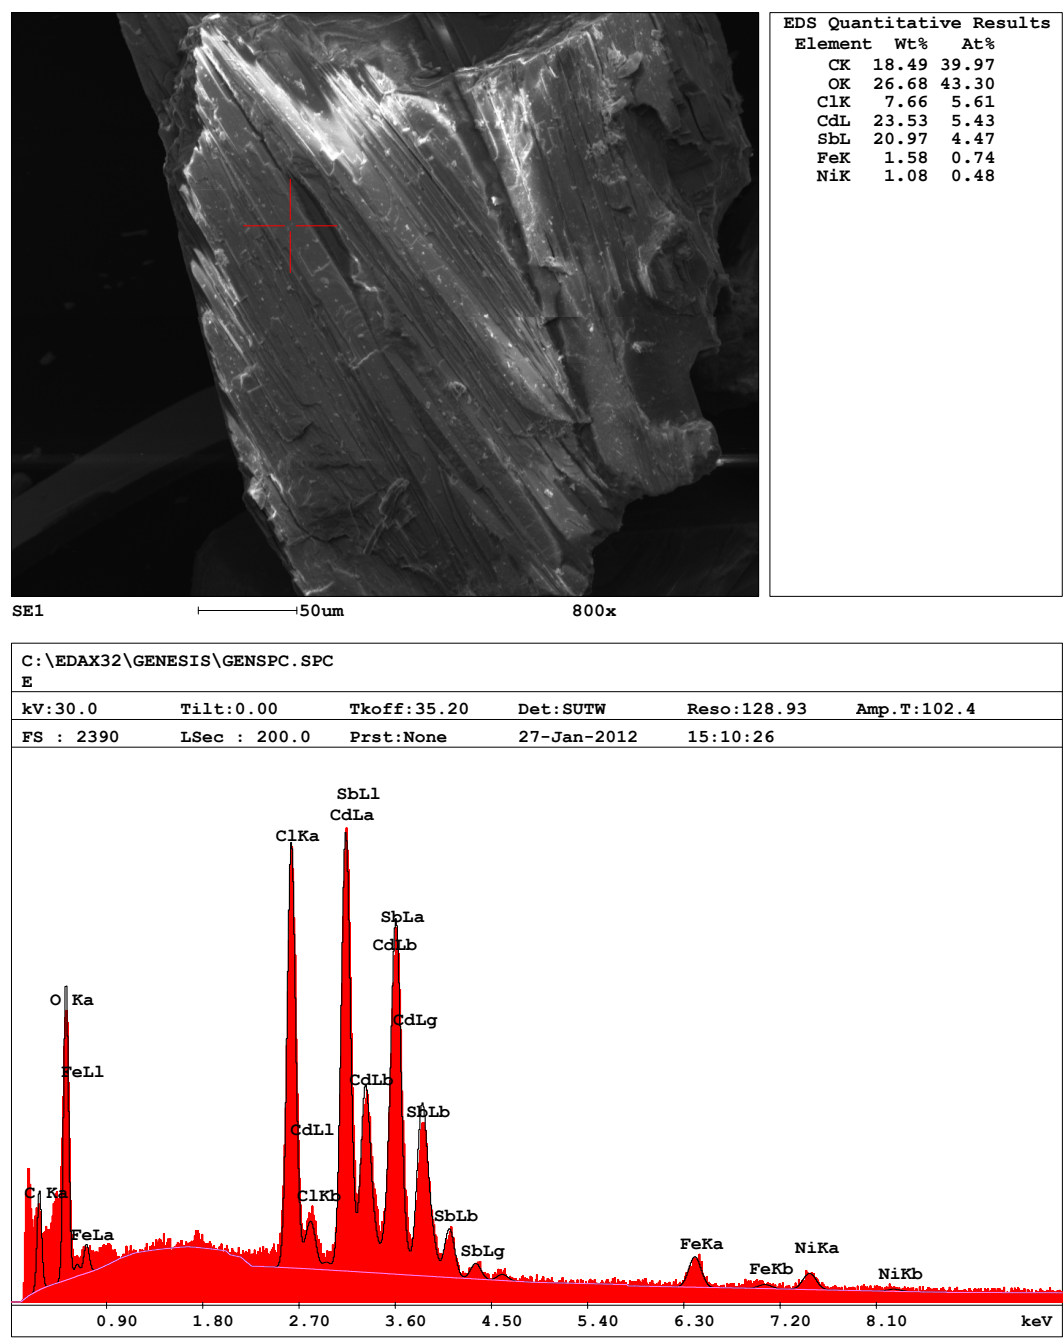 EDS Quantitative Results
Element Wt% At%
CK 18.49 39.97
OK 26.68 43.30
ClK 7.66 5.61
CdL 23.53 5.43
SbL 20.97 4.47
FeK 1.58 0.74
NiK 1.08 0.48
SE1 50um 800x
C:\EDAX32\GENESIS\GENSPC.SPC
E
kV:30.0 Tilt:0.00 Tkoff:35.20 Det:SUTW Reso:128.93 Amp.T:102.4
FS : 2390 LSec : 200.0 Prst:None 27-Jan-2012 15:10:26
SbLl
CdLa
ClKa
SbLa
CdLb
O Ka
CdLg
FeLl
CdLb
SbLb
CdLl
C Ka
ClKb
SbLb
FeLa
SbLg
FeKa
NiKa
FeKb
NiKb
0.90 1.80 2.70 3.60 4.50 5.40 6.30 7.20 8.10 keV